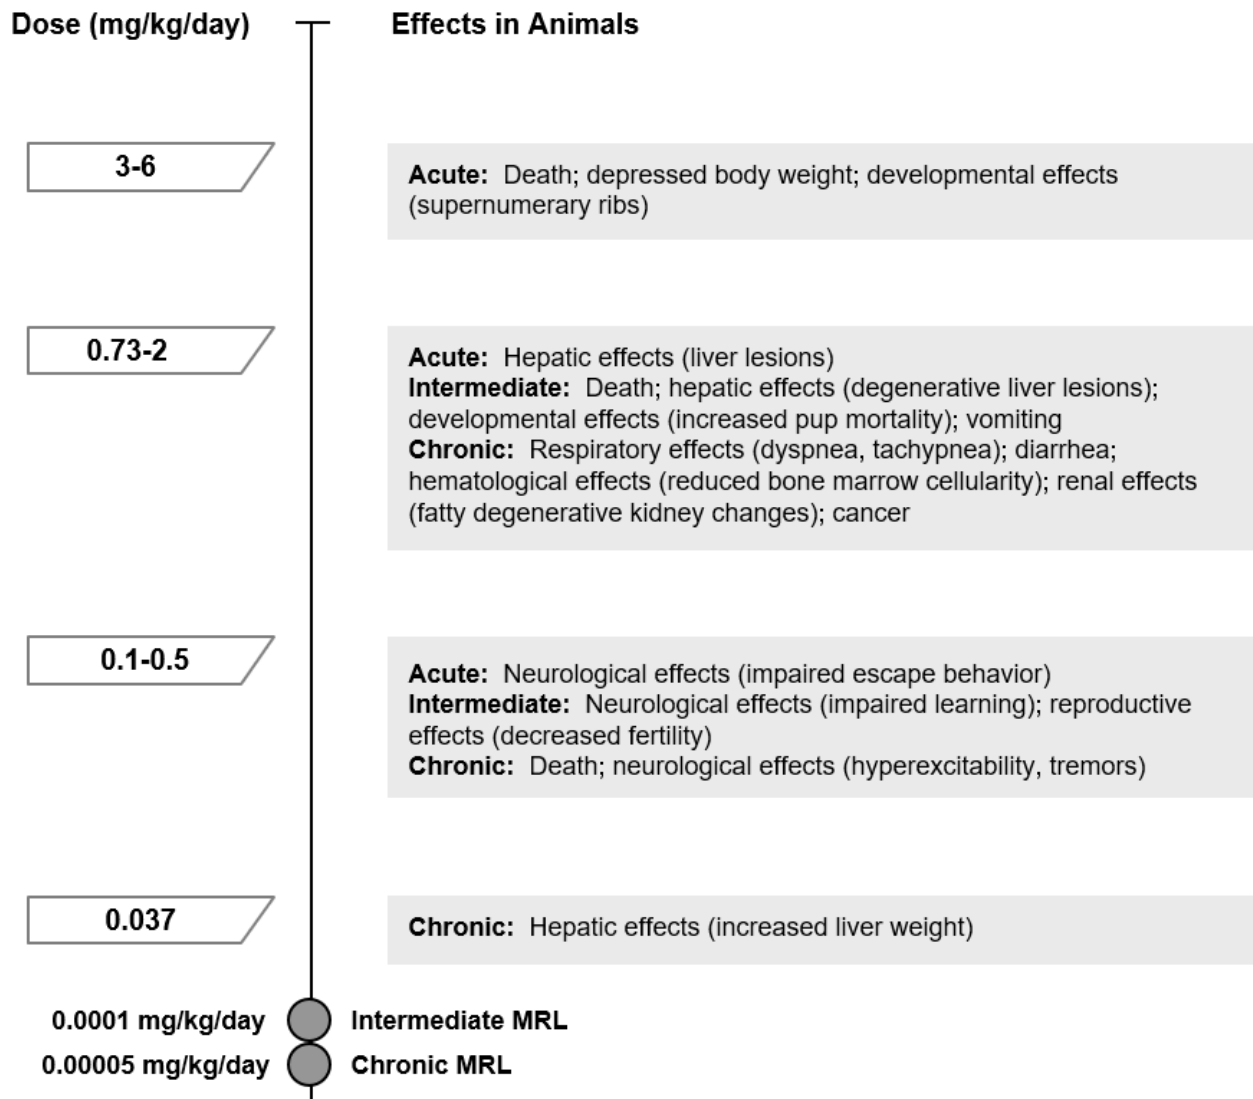 Dose (mg/kg/day)
Effects in Animals
3-6
Acute: Death; depressed body weight; developmental effects
(supernumerary ribs)
0.73-2
Acute: Hepatic effects (liver lesions)
Intermediate: Death; hepatic effects (degenerative liver lesions);
developmental effects (increased pup mortality); vomiting
Chronic: Respiratory effects (dyspnea, tachypnea); diarrhea;
hematological effects (reduced bone marrow cellularity); renal effects
(fatty degenerative kidney changes); cancer
0.1-0.5
Acute: Neurological effects (impaired escape behavior)
Intermediate: Neurological effects (impaired learning); reproductive
effects (decreased fertility)
Chronic: Death; neurological effects (hyperexcitability, tremors)
0.037
Chronic: Hepatic effects (increased liver weight)
0.0001 mg/kg/day
Intermediate MRL
0.00005 mg/kg/day
Chronic MRL